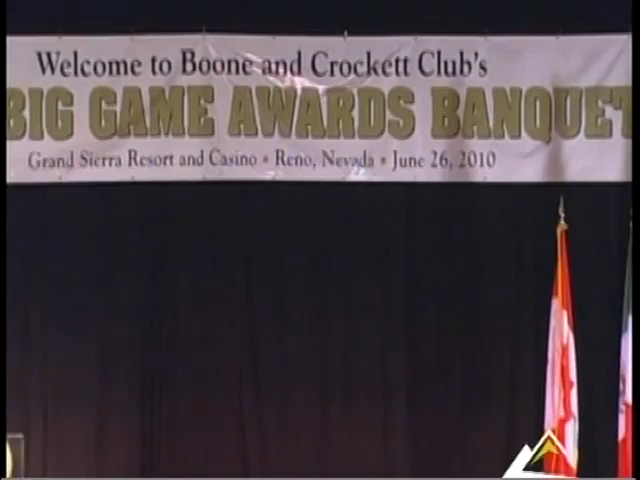 Welcome to Boone and Crockett Club's
BIG GAME AWARDS BANQUET
Grand Sierra Resort and Casino • Reno, Nevada • June 26, 2010